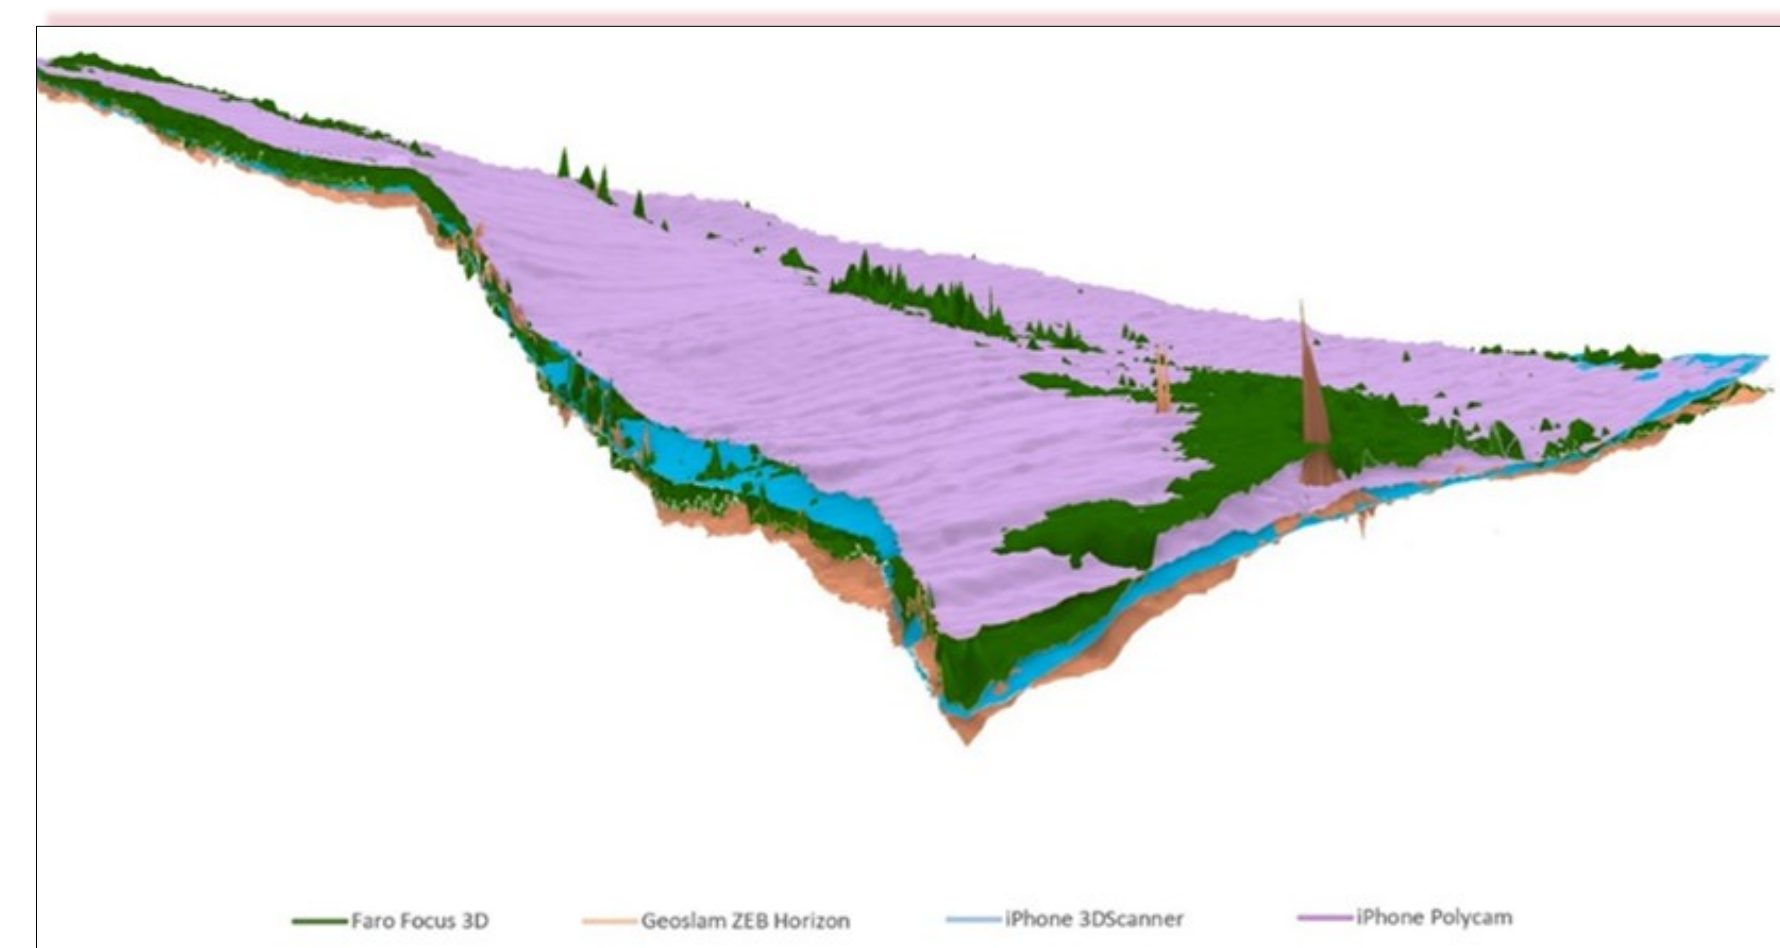 Faro Focus 3D
Geoslam ZEB Horizon
iPhone 3DScanner
iPhone Polycam